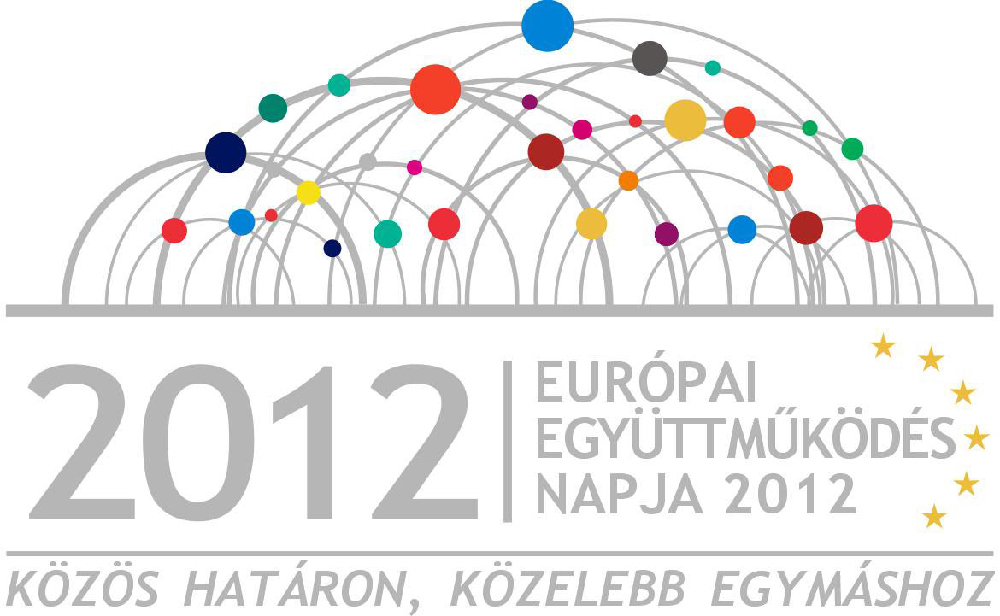 2012
EURÓPAI
EGYÜTTMŰKÖDÉS
NAPJA 2012
KÖZÖS HATÁRON, KÖZELEBB EGYMÁSHOZ